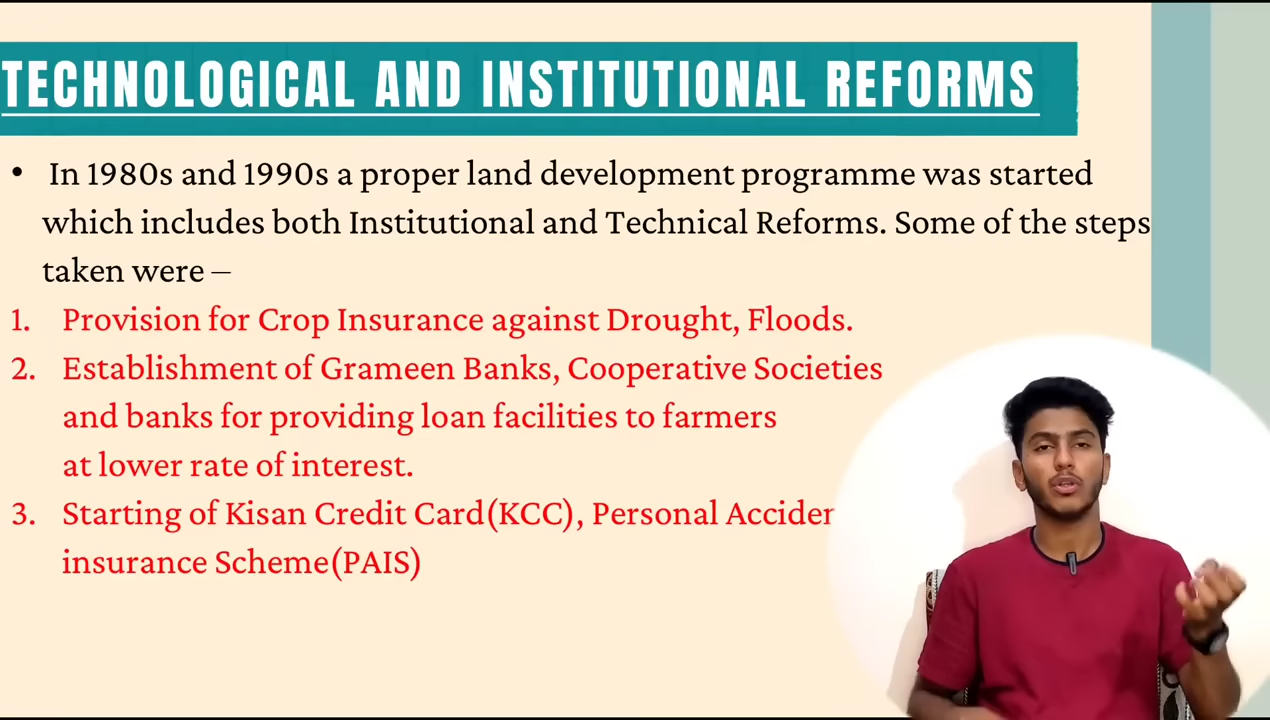 TECHNOLOGICAL AND INSTITUTIONAL REFORMS
• In 1980s and 1990s a proper land development programme was started
which includes both Institutional and Technical Reforms. Some of the steps
taken were –
1. Provision for Crop Insurance against Drought, Floods.
2. Establishment of Grameen Banks, Cooperative Societies
and banks for providing loan facilities to farmers
at lower rate of interest.
3. Starting of Kisan Credit Card(KCC), Personal
insurance Scheme(PAIS)